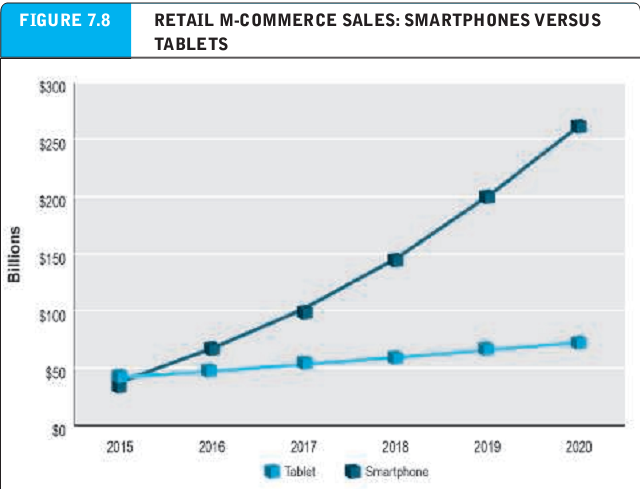 FIGURE 7.8
RETAIL M-COMMERCE SALES: SMARTPHONES VERSUS
TABLETS
$300
$250
$200
$150
$100
$50
$0
Billions
2015 2016 2017 2018 2019 2020
Tablet Smartphone